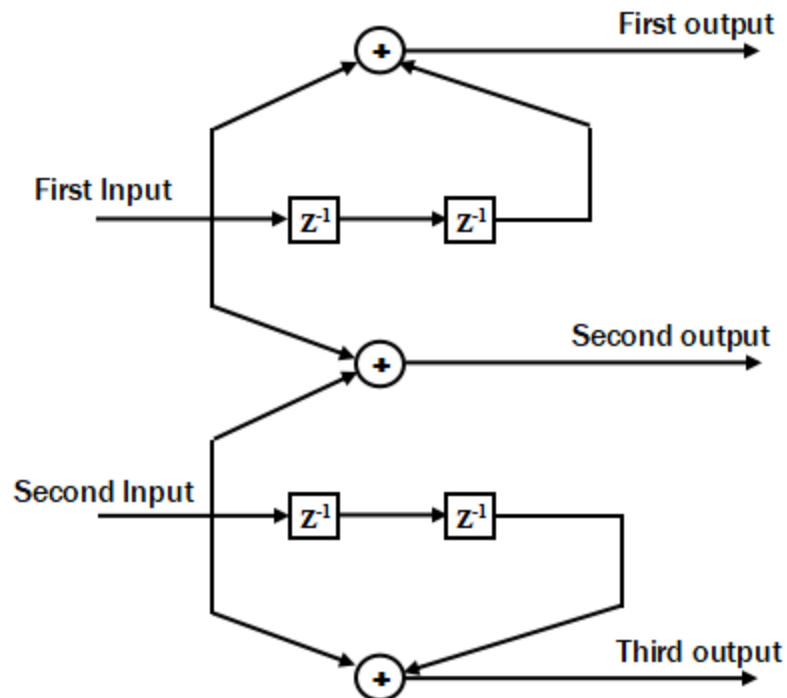 First output
+
First Input
z⁻¹ z⁻¹
Second output
+
Second Input
z⁻¹ z⁻¹
Third output
+